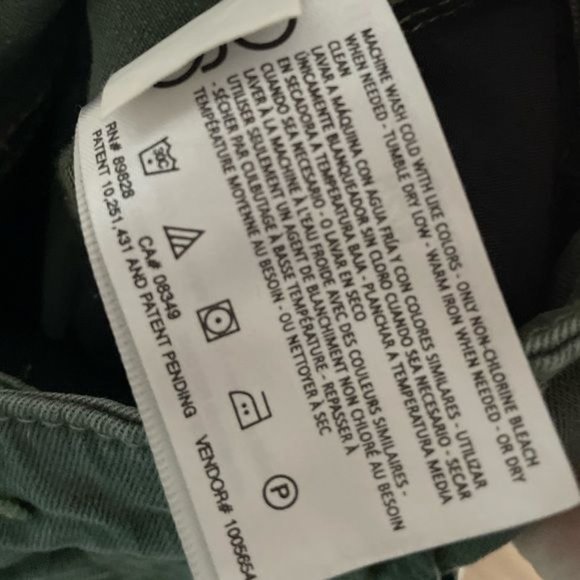 MACHINE WASH COLD WITH LIKE COLORS - ONLY NON-CHLORINE BLEACH
WHEN NEEDED - TUMBLE DRY LOW - WARM IRON WHEN NEEDED - OR DRY
CLEAN
LAVAR A MÁQUINA CON AGUA FRÍA Y CON COLORES SIMILARES - UTILIZAR
ÚNICAMENTE BLANQUEADOR SIN CLORO CUANDO SEA NECESARIO - SECAR
EN SECADORA A TEMPERATURA BAJA - PLANCHAR A TEMPERATURA MEDIA
CUANDO SEA NECESARIO - O LAVAR EN SECO
LAVER À LA MACHINE À L'EAU FROIDE AVEC DES COULEURS SIMILAIRES -
UTILISER SEULEMENT UN AGENT DE BLANCHIMENT NON CHLORÉ AU BESOIN
- SÉCHER PAR CULBUTAGE À BASSE TEMPÉRATURE - REPASSER À
TEMPÉRATURE MOYENNE AU BESOIN - OU NETTOYER À SEC
30C
P
RN# 89828 CA# 08349 VENDOR# 1005654
PATENT 10,251,431 AND PATENT PENDING